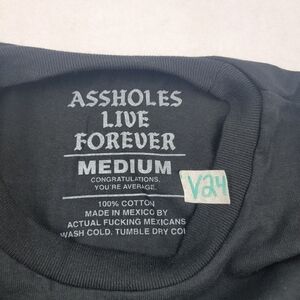 ASSHOLES
LIVE
FOREVER
MEDIUM
CONGRATULATIONS,
YOU'RE AVERAGE.
100% COTTON
MADE IN MEXICO BY
ACTUAL FUCKING MEXICANS
WASH COLD. TUMBLE DRY
V24